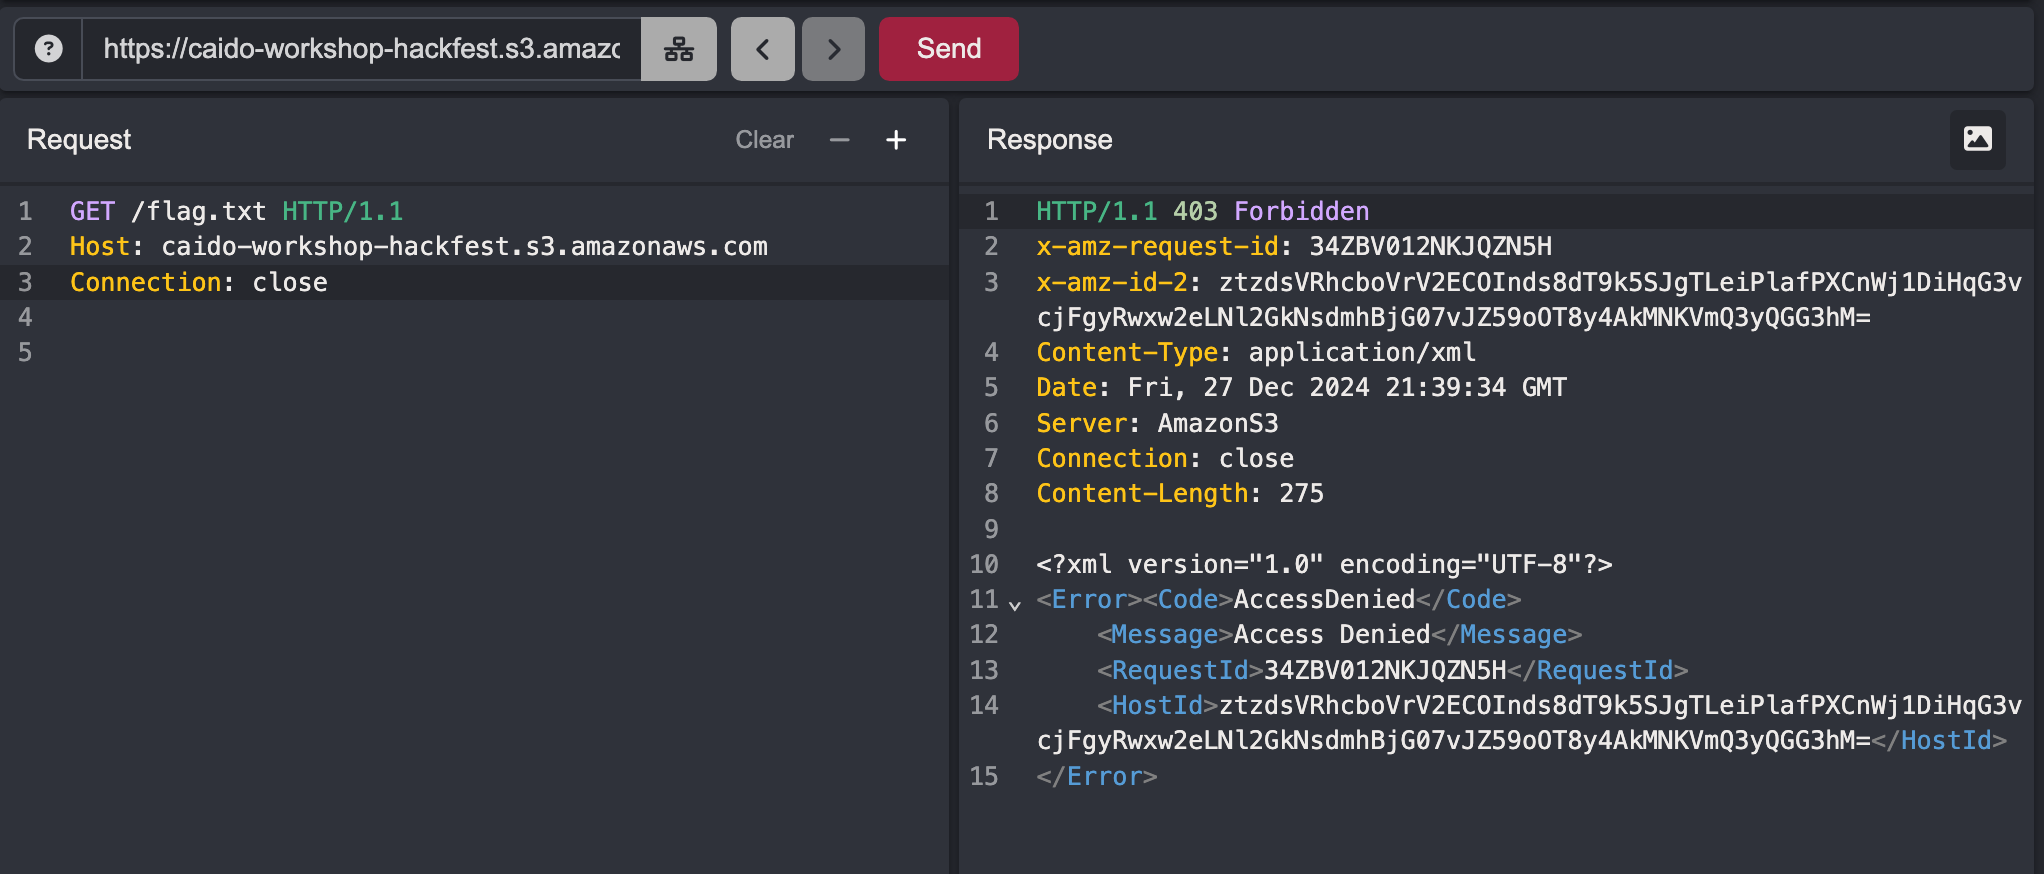 ? https://caido-workshop-hackfest.s3.amazc Send
Request Clear
1 GET /flag.txt HTTP/1.1
2 Host: caido-workshop-hackfest.s3.amazonaws.com
3 Connection: close
4
5
Response
1 HTTP/1.1 403 Forbidden
2 x-amz-request-id: 34ZBV012NKJQZN5H
3 x-amz-id-2: ztzdsVRhcboVrV2ECOInds8dT9k5SJgTLeiPlafPXCnWj1DiHqG3v
cjFgyRwxw2eLNl2GkNsdmhBjG07vJZ59oOT8y4AkMNKVmQ3yQGG3hM=
4 Content-Type: application/xml
5 Date: Fri, 27 Dec 2024 21:39:34 GMT
6 Server: AmazonS3
7 Connection: close
8 Content-Length: 275
9
10 <?xml version="1.0" encoding="UTF-8"?>
11 <Error><Code>AccessDenied</Code>
12 <Message>Access Denied</Message>
13 <RequestId>34ZBV012NKJQZN5H</RequestId>
14 <HostId>ztzdsVRhcboVrV2ECOInds8dT9k5SJgTLeiPlafPXCnWj1DiHqG3v
cjFgyRwxw2eLNl2GkNsdmhBjG07vJZ59oOT8y4AkMNKVmQ3yQGG3hM=</HostId>
15 </Error>